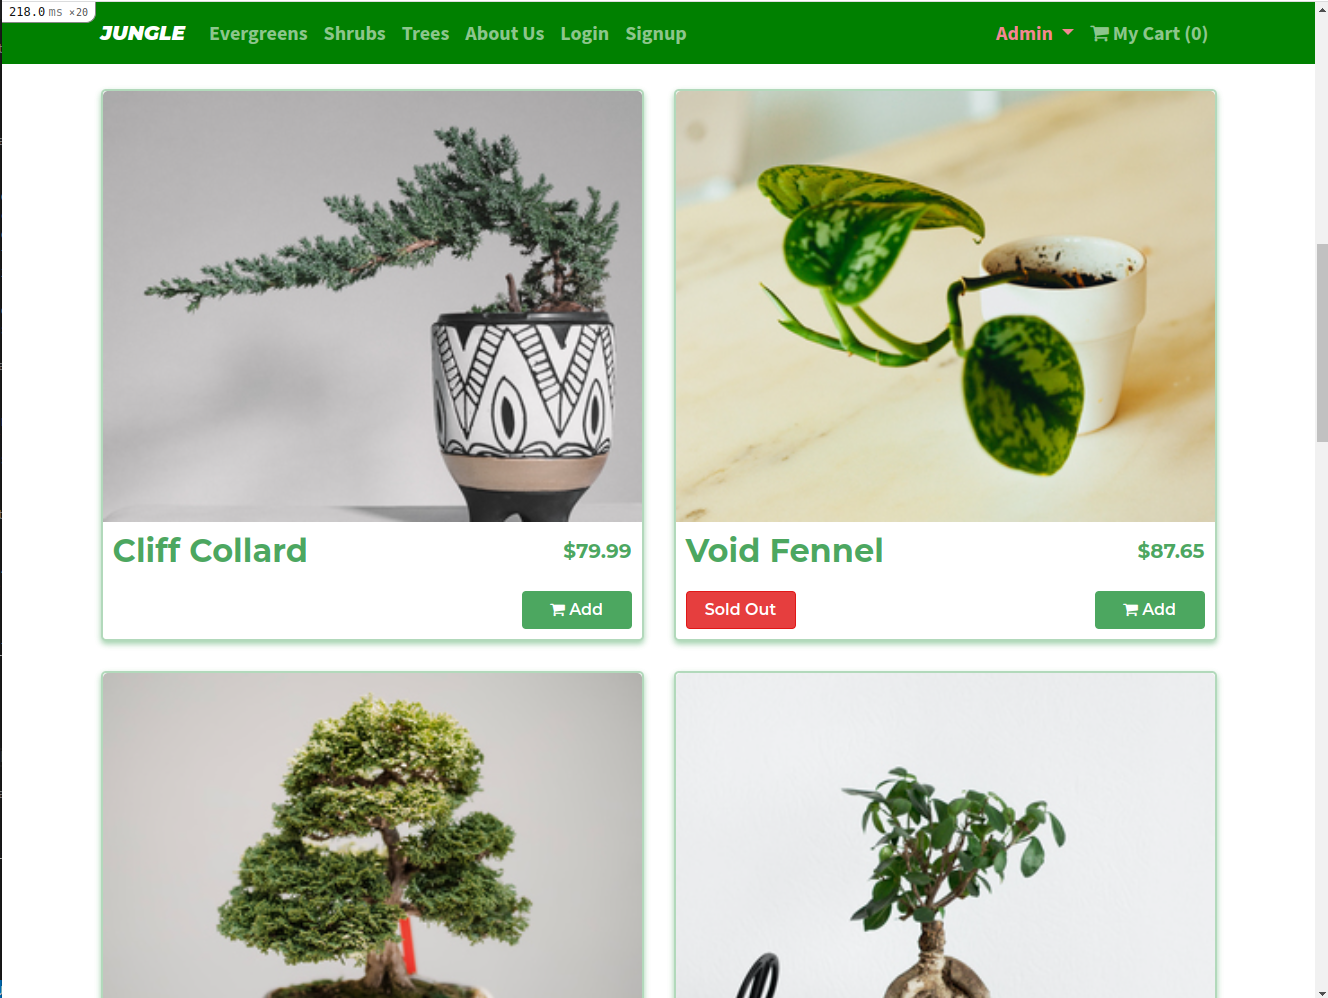 218.0 ms ×20
JUNGLE Evergreens Shrubs Trees About Us Login Signup Admin My Cart (0)
Cliff Collard $79.99
Add
Void Fennel $87.65
Sold Out Add